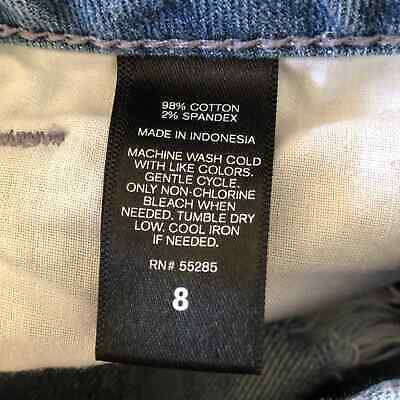 98% COTTON
2% SPANDEX
MADE IN INDONESIA
MACHINE WASH COLD
WITH LIKE COLORS.
GENTLE CYCLE.
ONLY NON-CHLORINE
BLEACH WHEN
NEEDED. TUMBLE DRY
LOW. COOL IRON
IF NEEDED.
RN# 55285
8